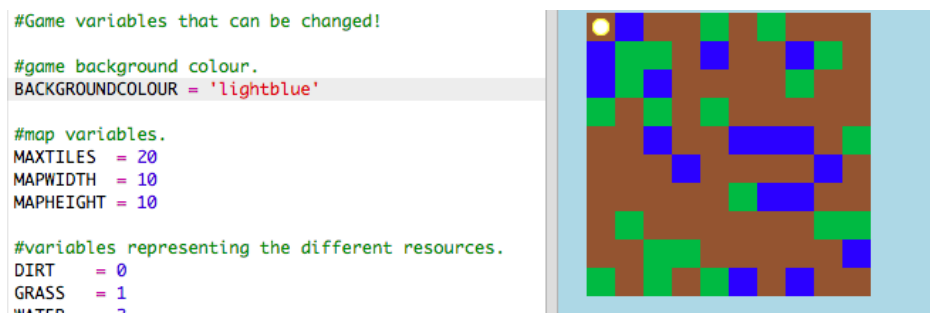 #Game variables that can be changed!
#game background colour.
BACKGROUNDCOLOUR = 'lightblue'
#map variables.
MAXTILES = 20
MAPWIDTH = 10
MAPHEIGHT = 10
#variables representing the different resources.
DIRT = 0
GRASS = 1